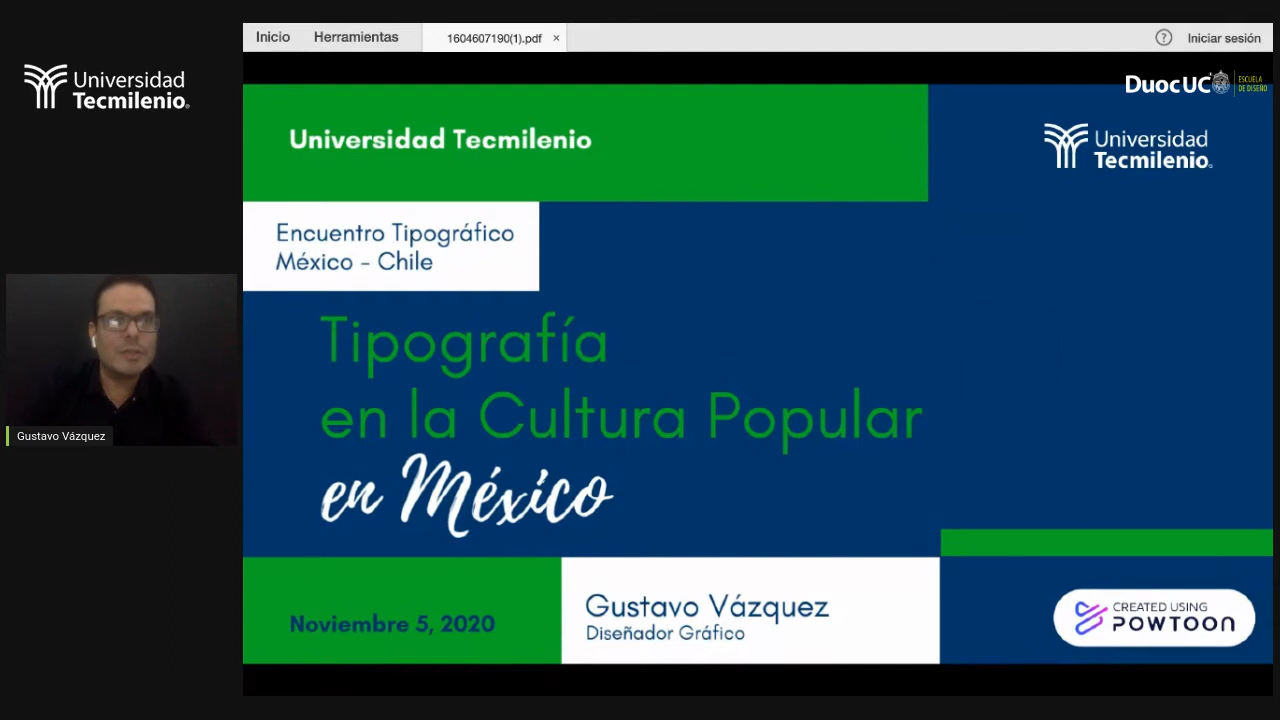 Inicio
Herramientas
1604607190(1).pdf
×
?
Iniciar sesión
Universidad
Tecmilenio
DuocUC
ESCUELA
DE DISEÑO
Universidad Tecmilenio
Universidad
Tecmilenio
Encuentro Tipográfico
México - Chile
Tipografía
en la Cultura Popular
en México
Gustavo Vázquez
Noviembre 5, 2020
Gustavo Vázquez
Diseñador Gráfico
CREATED USING
POWTOON